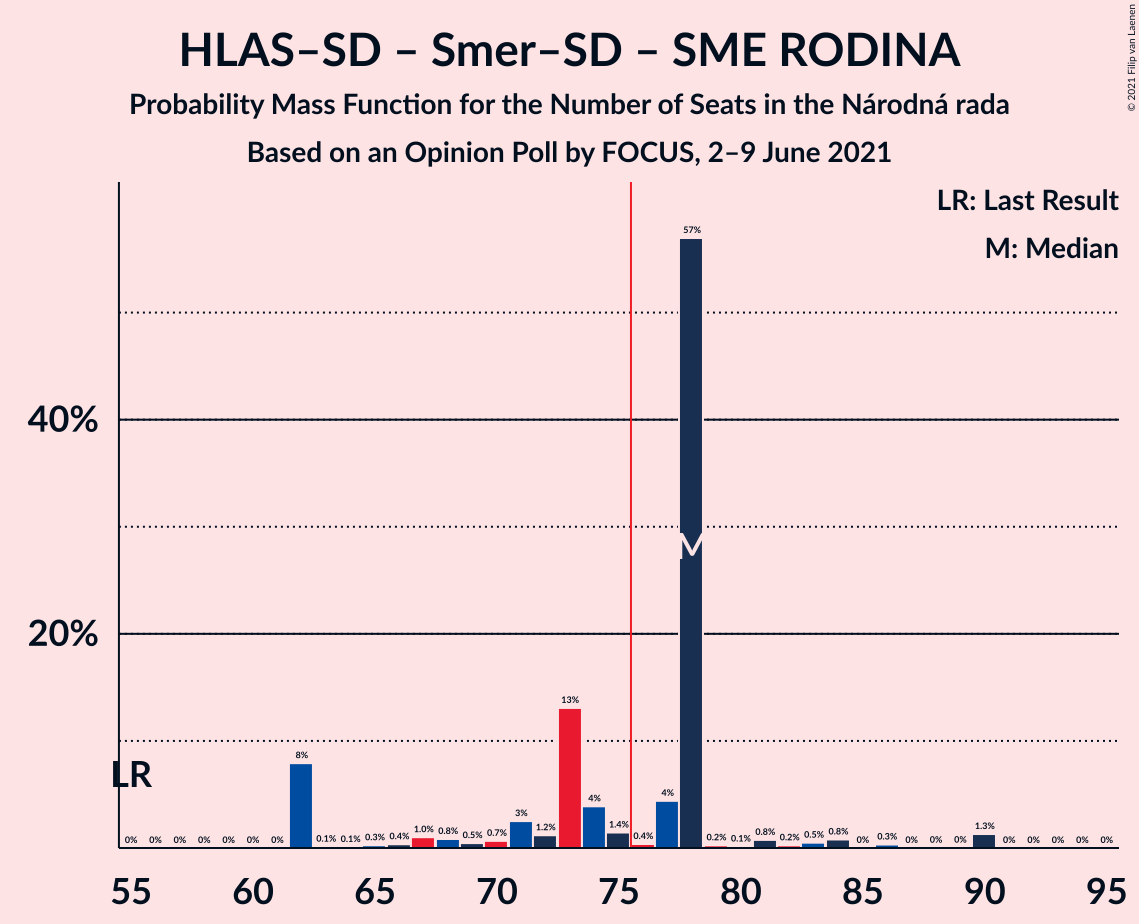 HLAS–SD – Smer–SD – SME RODINA
Probability Mass Function for the Number of Seats in the Národná rada
Based on an Opinion Poll by FOCUS, 2–9 June 2021
© 2021 Filip van Laenen
LR: Last Result
M: Median
57%
40%
M
20%
13%
LR
8%
4%
4%
3%
0% 0% 0% 0% 0% 0% 0% 0.1% 0.1% 0.3% 0.4% 1.0% 0.8% 0.5% 0.7% 1.2% 1.4% 0.4% 0.2% 0.1% 0.8% 0.2% 0.5% 0.8% 0% 0.3% 0% 0% 0% 1.3% 0% 0% 0% 0% 0%
55 60 65 70 75 80 85 90 95